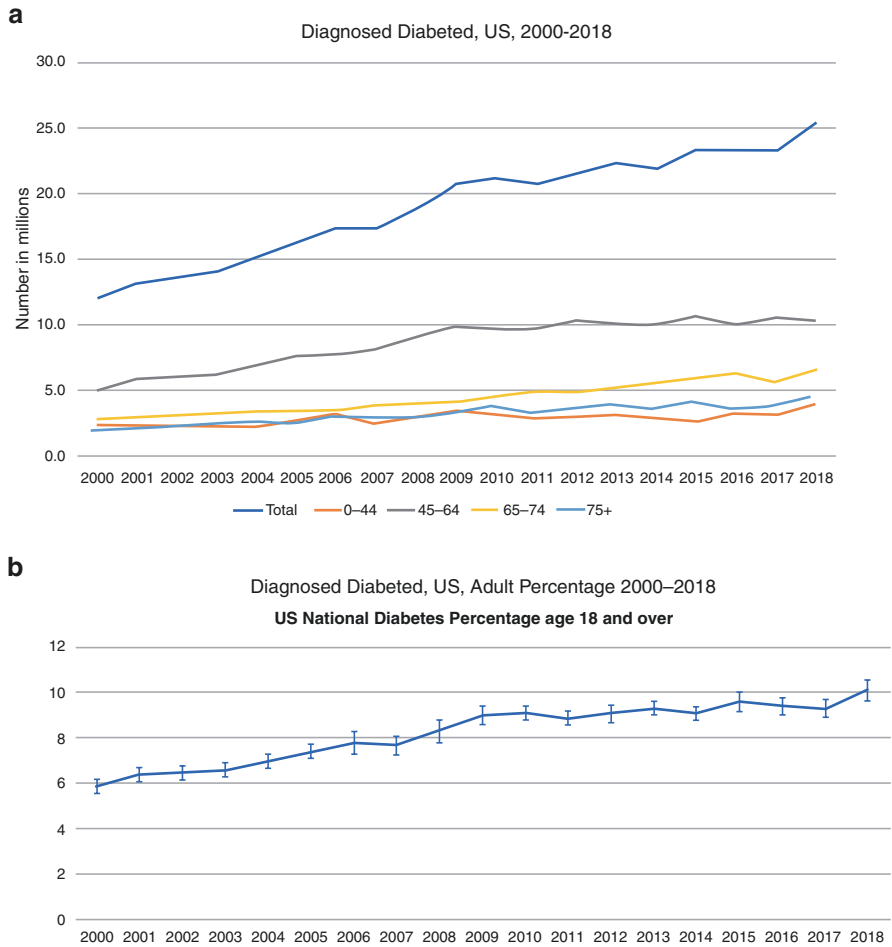 a
Diagnosed Diabeted, US, 2000-2018
30.0
25.0
20.0
15.0
10.0
5.0
0.0
Number in millions
2000 2001 2002 2003 2004 2005 2006 2007 2008 2009 2010 2011 2012 2013 2014 2015 2016 2017 2018
Total 0–44 45–64 65–74 75+
b
Diagnosed Diabeted, US, Adult Percentage 2000–2018
US National Diabetes Percentage age 18 and over
12
10
8
6
4
2
0
2000 2001 2002 2003 2004 2005 2006 2007 2008 2009 2010 2011 2012 2013 2014 2015 2016 2017 2018